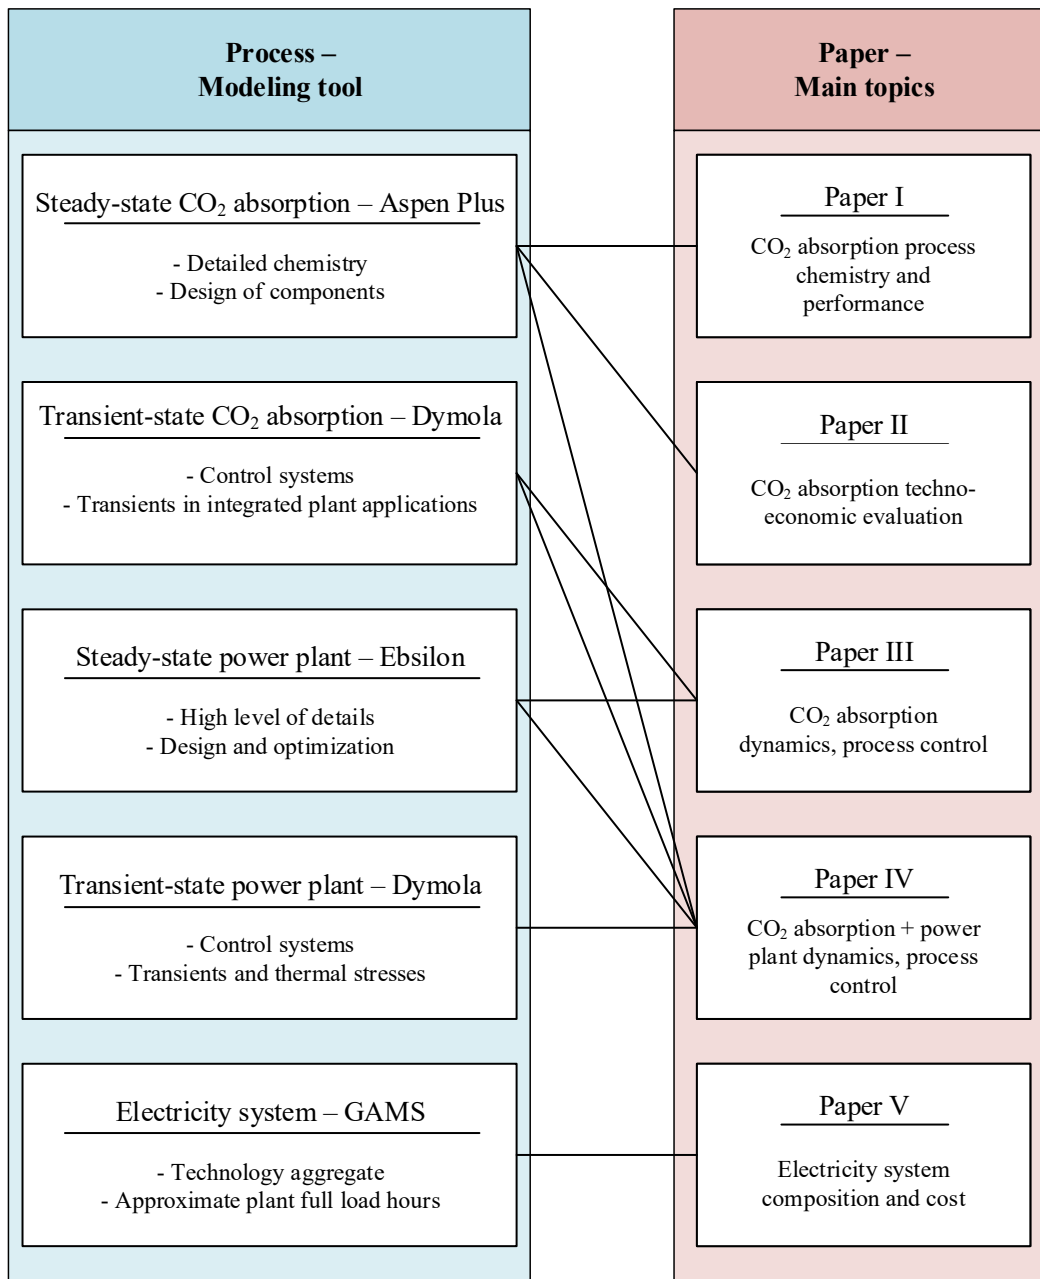 Process –
Modeling tool
Steady-state CO₂ absorption – Aspen Plus
- Detailed chemistry
- Design of components
Transient-state CO₂ absorption – Dymola
- Control systems
- Transients in integrated plant applications
Steady-state power plant – Ebsilon
- High level of details
- Design and optimization
Transient-state power plant – Dymola
- Control systems
- Transients and thermal stresses
Electricity system – GAMS
- Technology aggregate
- Approximate plant full load hours
Paper –
Main topics
Paper I
CO₂ absorption process
chemistry and
performance
Paper II
CO₂ absorption techno-
economic evaluation
Paper III
CO₂ absorption
dynamics, process control
Paper IV
CO₂ absorption + power
plant dynamics, process
control
Paper V
Electricity system
composition and cost